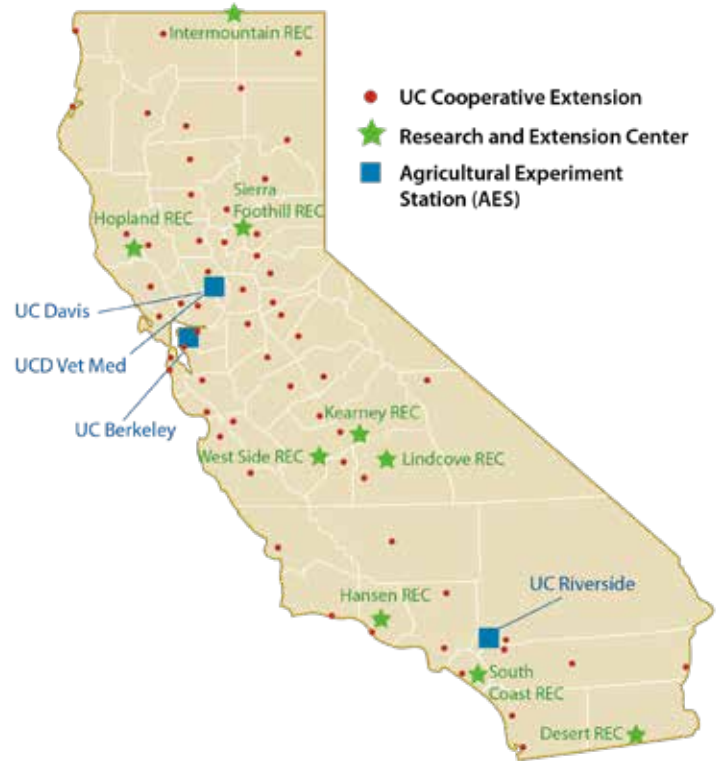 Intermountain REC
UC Cooperative Extension
Research and Extension Center
Agricultural Experiment
Station (AES)
Sierra
Foothill REC
Hopland REC
UC Davis
UCD Vet Med
UC Berkeley
Kearney REC
West Side REC
Lindcove REC
UC Riverside
Hansen REC
South
Coast REC
Desert REC